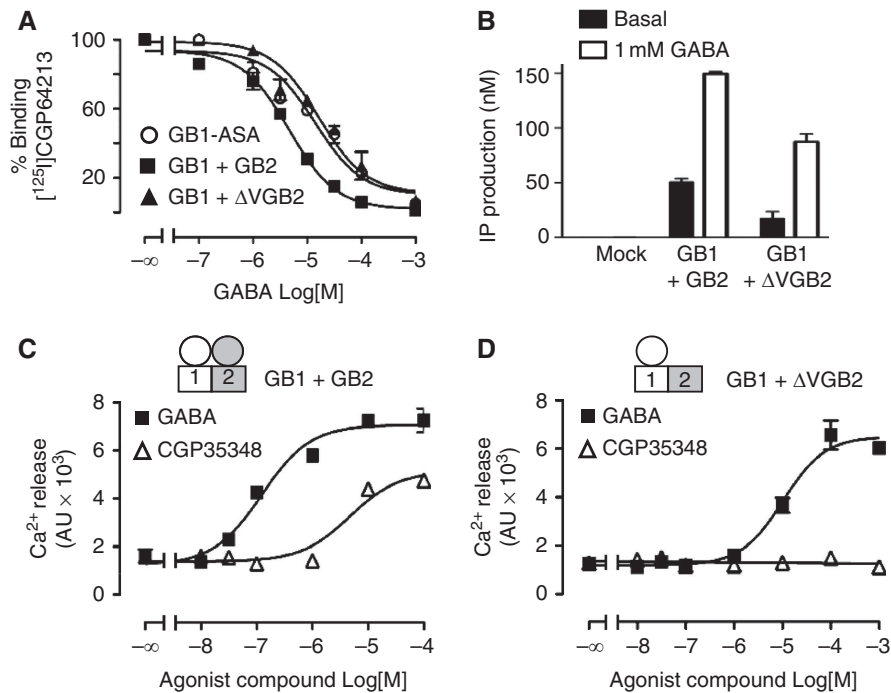 A
% Binding
[¹²⁵I]CGP64213
100
60
20
GB1-ASA
GB1 + GB2
GB1 + ΔVGB2
−∞ −7 −6 −5 −4 −3
GABA Log[M]
B
Basal
1 mM GABA
IP production (nM)
150
100
50
0
Mock GB1 GB1
+ GB2 + ΔVGB2
C
1 2
GB1 + GB2
GABA
CGP35348
Ca²⁺ release
(AU × 10³)
8
6
4
2
0
−∞ −8 −7 −6 −5 −4
Agonist compound Log[M]
D
1 2
GB1 + ΔVGB2
GABA
CGP35348
Ca²⁺ release
(AU × 10³)
8
6
4
2
0
−∞ −8 −7 −6 −5 −4 −3
Agonist compound Log[M]